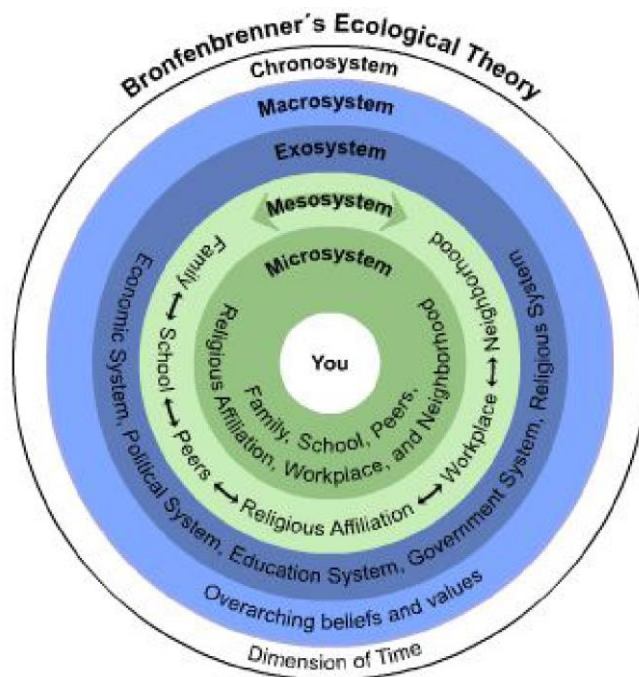 Bronfenbrenner´s Ecological Theory
Chronosystem
Macrosystem
Exosystem
Mesosystem
Microsystem
You
Family, School, Peers,
Religious Affiliation, Workplace, and Neighborhood
Family ↔ School ↔ Peers ↔ Religious Affiliation ↔ Workplace ↔ Neighborhood
Economic System, Political System, Education System, Government System, Religious System
Overarching beliefs and values
Dimension of Time